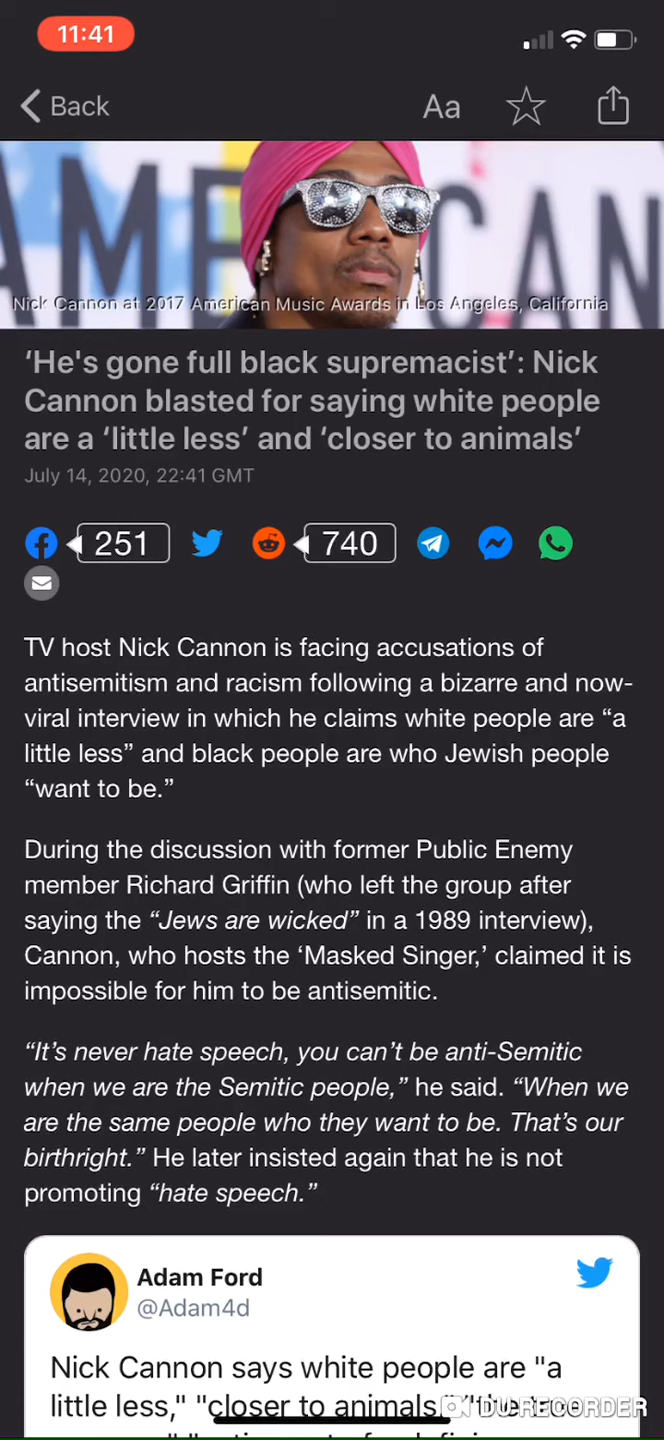 11:41
Back
Aa
AMERICAN
Nick Cannon at 2017 American Music Awards in Los Angeles, California
‘He's gone full black supremacist’: Nick
Cannon blasted for saying white people
are a ‘little less’ and ‘closer to animals’
July 14, 2020, 22:41 GMT
251
740
TV host Nick Cannon is facing accusations of
antisemitism and racism following a bizarre and now-
viral interview in which he claims white people are “a
little less” and black people are who Jewish people
“want to be.”
During the discussion with former Public Enemy
member Richard Griffin (who left the group after
saying the “Jews are wicked” in a 1989 interview),
Cannon, who hosts the ‘Masked Singer,’ claimed it is
impossible for him to be antisemitic.
“It’s never hate speech, you can’t be anti-Semitic
when we are the Semitic people,” he said. “When we
are the same people who they want to be. That’s our
birthright.” He later insisted again that he is not
promoting “hate speech.”
Adam Ford
@Adam4d
Nick Cannon says white people are "a
little less," "closer to animals,"
DU RECORDER